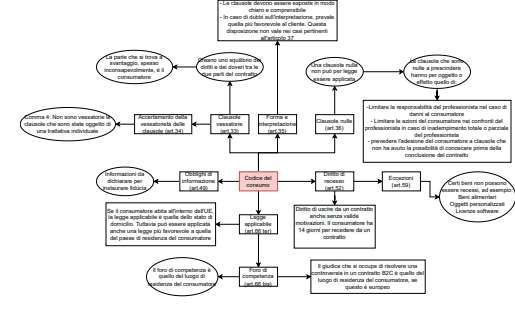 - Le clausole devono essere esposte in modo
chiaro e comprensibile
- In caso di dubbi sull'interpretazione, prevale
quella più favorevole al cliente. Questa
disposizione non vale nei casi pertinenti
all'articolo 37
La parte che si trova a
svantaggio, spesso
inconsapevolmente, è il
consumatore
Creano uno squilibrio dei
diritti e dei doveri tra le
due parti del contratto
Una clausola nulla
non può per legge
essere applicata
Le clausole che sono
nulle a prescindere
hanno per oggetto o
effetto quello di:
Comma 4: Non sono vessatorie le
clausole che sono state oggetto di
una trattativa individuale
Accertamento della
vessatorietà delle
clausole (art.34)
Clausole
vessatorie
(art.33)
Forma e
interpretazione
(art.35)
Clausole nulle
(art.36)
-Limitare la responsabilità del professionista nel caso di
danni al consumatore
- Limitare le azioni del consumatore nei confronti del
professionista in caso di inadempimento totale o parziale
del professionista
- prevedere l'adesione del consumatore a clausole che
non ha avuto la possibilità di conoscere prima della
conclusione del contratto
Informazioni da
dichiarare per
instaurare fiducia
Obblighi di
informazione
(art.49)
Codice del
consumo
Diritto di
recesso
(art.52)
Eccezioni
(art.59)
Certi beni non possono
essere recessi, ad esempio:
Beni alimentari
Oggetti personalizzati
Licenze software
Se il consumatore abita all'interno dell'UE,
la legge applicabile è quella dello stato di
domicilio. Tuttavia può essere applicata
anche una legge più favorevole a quella
del paese di residenza del consumatore
Legge
applicabile
(art.66 ter)
Diritto di uscire da un contratto
anche senza valide
motivazioni. Il consumatore ha
14 giorni per recedere da un
contratto
Il foro di competenza è
quello del luogo di
residenza del consumatore
Foro di
competenza
(art.66 bis)
Il giudice che si occupa di risolvere una
controversia in un contratto B2C è quello del
luogo di residenza del consumatore, se
questo è europeo